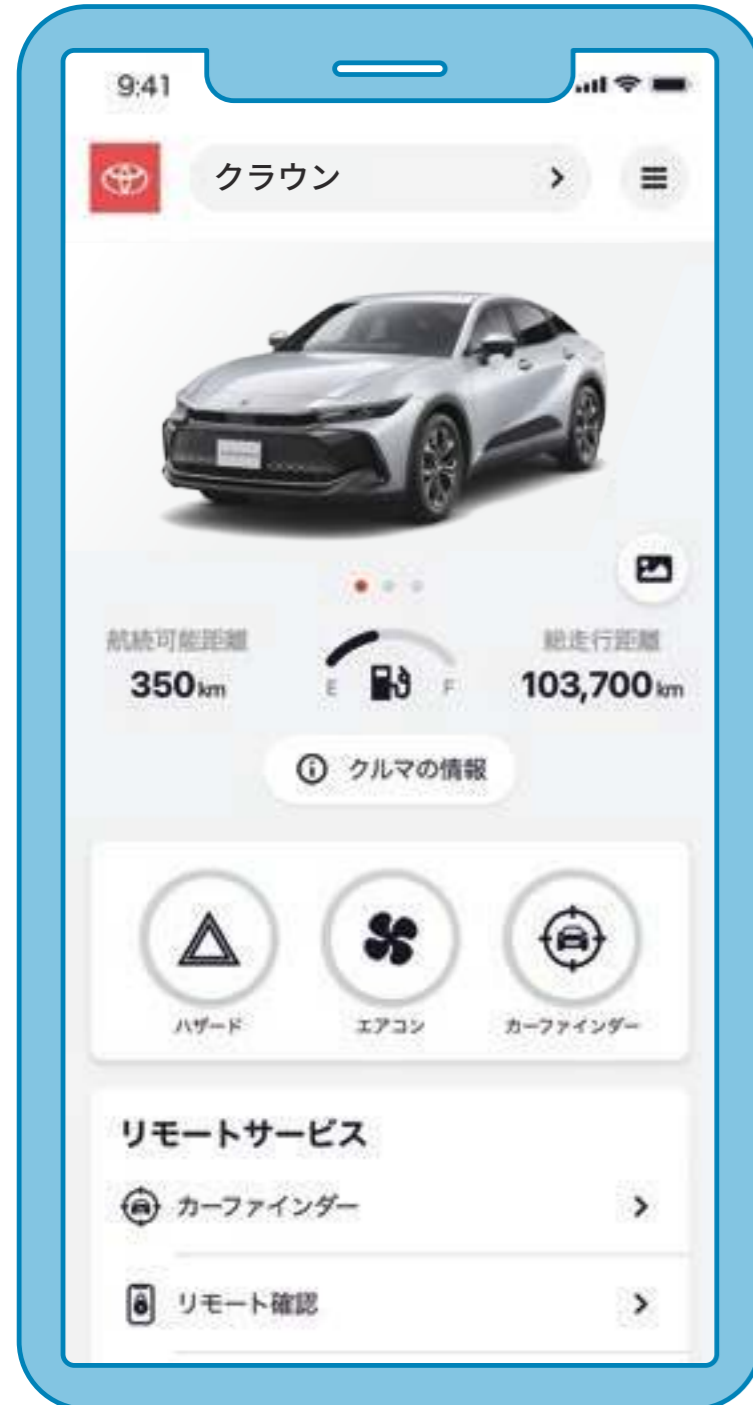 9:41
クラウン
航続可能距離
総走行距離
350km
E
F
103,700km
クルマの情報
ハザード
エアコン
カーファインダー
リモートサービス
カーファインダー
リモート確認